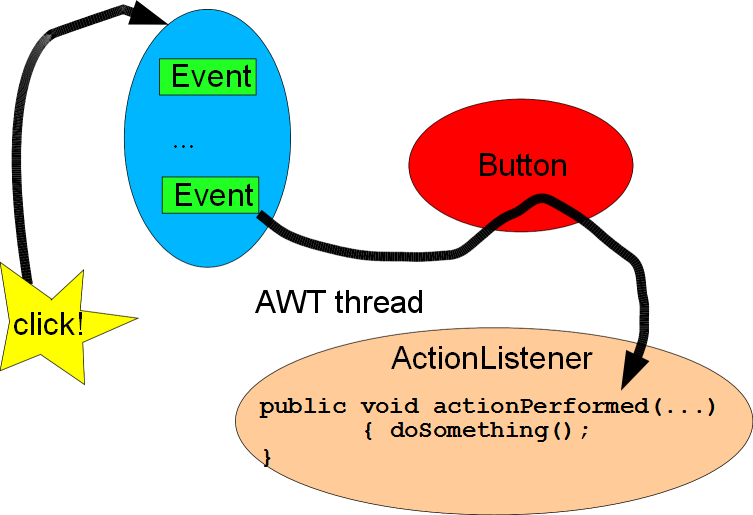 Event
...
Event
Button
click!
AWT thread
ActionListener
public void actionPerformed(...)
{ doSomething();
}